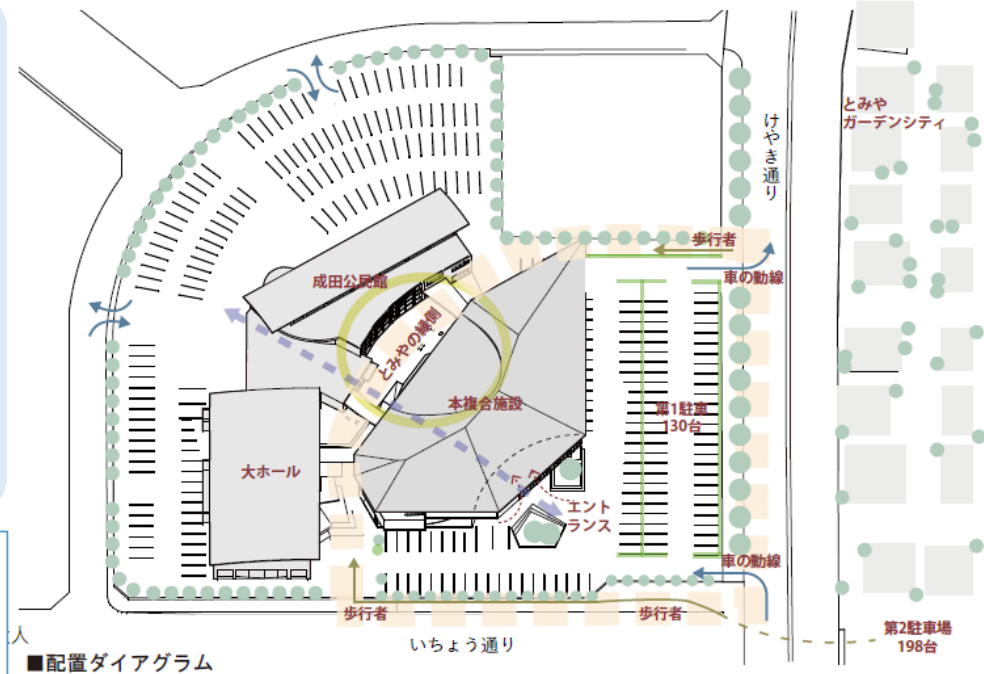 とみや
ガーデンシティ
けやき通り
歩行者
車の動線
成田公民館
とみやの縁側
本複合施設
第1駐車
130台
大ホール
エント
ランス
車の動線
歩行者
歩行者
いちょう通り
第2駐車場
198台
人
■配置ダイアグラム